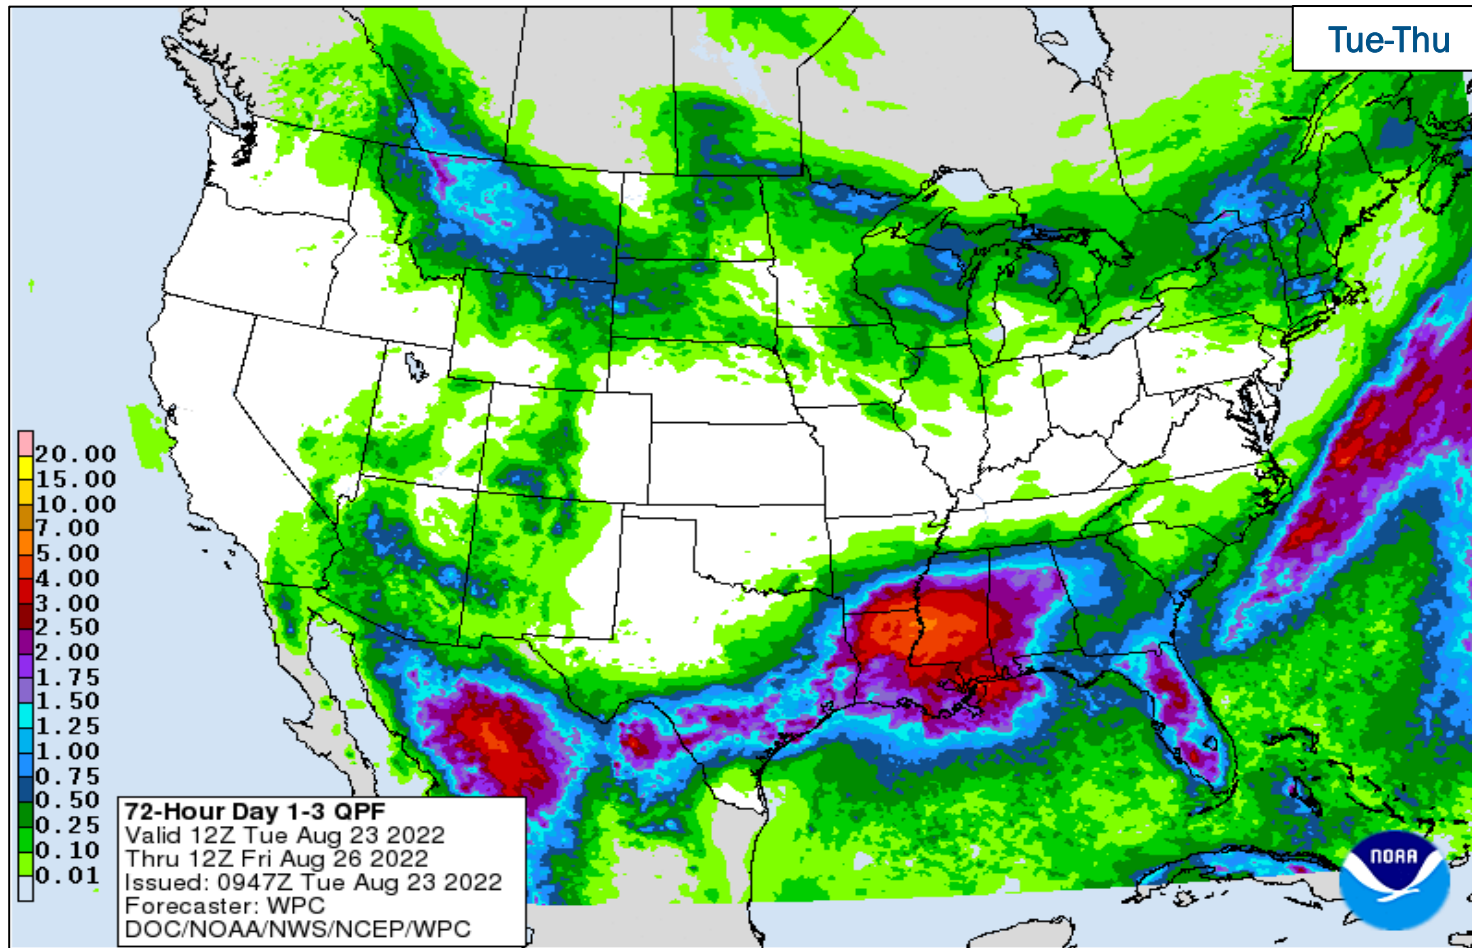 Tue-Thu
20.00
15.00
10.00
7.00
5.00
4.00
3.00
2.50
2.00
1.75
1.50
1.25
1.00
0.75
0.50
0.25
0.10
0.01
72-Hour Day 1-3 QPF
Valid 12Z Tue Aug 23 2022
Thru 12Z Fri Aug 26 2022
Issued: 0947Z Tue Aug 23 2022
Forecaster: WPC
DOC/NOAA/NWS/NCEP/WPC
NOAA